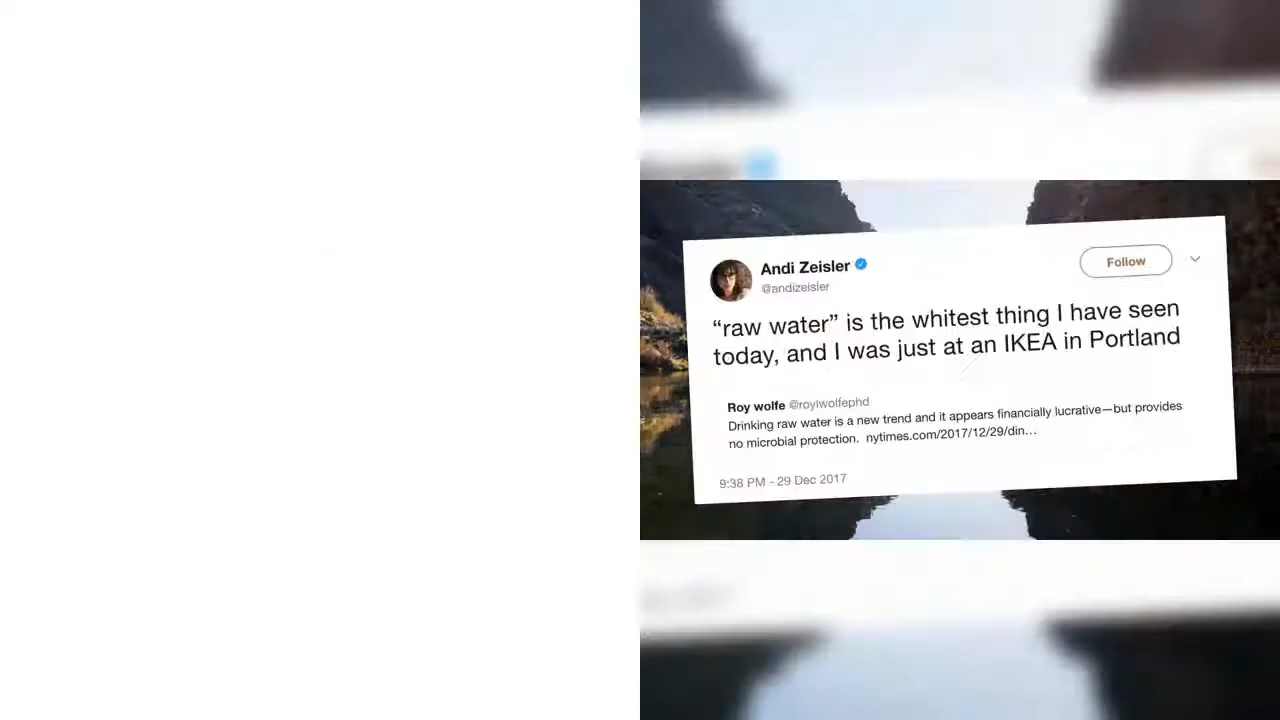 Andi Zeisler
@andizeisler
Follow
“raw water” is the whitest thing I have seen
today, and I was just at an IKEA in Portland
Roy wolfe @roylwolfephd
Drinking raw water is a new trend and it appears financially lucrative—but provides
no microbial protection. nytimes.com/2017/12/29/din…
9:38 PM - 29 Dec 2017